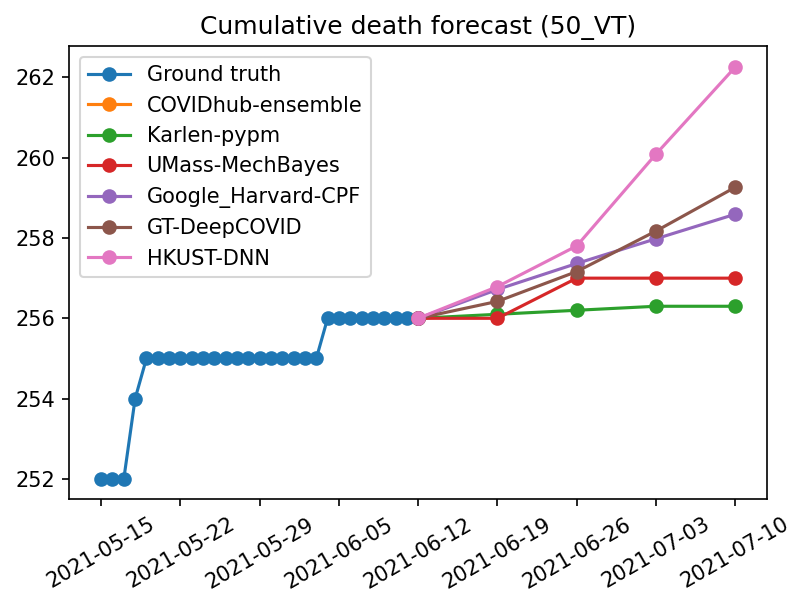 Cumulative death forecast (50_VT)
262
260
258
256
254
252
Ground truth
COVIDhub-ensemble
Karlen-pypm
UMass-MechBayes
Google_Harvard-CPF
GT-DeepCOVID
HKUST-DNN
2021-05-15
2021-05-22
2021-05-29
2021-06-05
2021-06-12
2021-06-19
2021-06-26
2021-07-03
2021-07-10